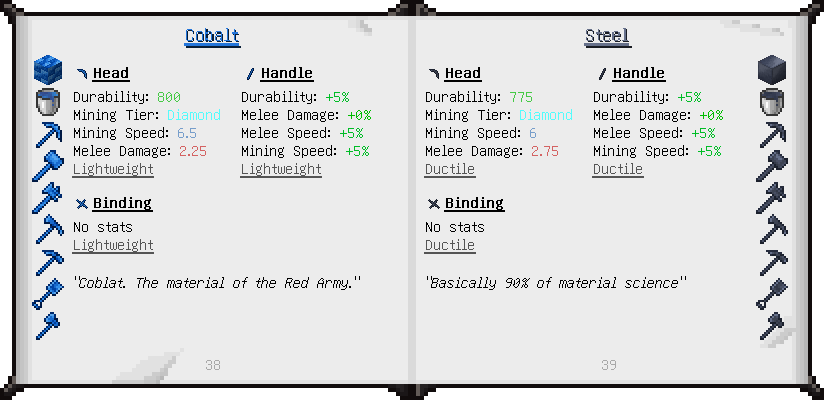 Cobalt
Head
Durability: 800
Mining Tier: Diamond
Mining Speed: 6.5
Melee Damage: 2.25
Lightweight
Handle
Durability: +5%
Melee Damage: +0%
Melee Speed: +5%
Mining Speed: +5%
Lightweight
Binding
No stats
Lightweight
"Coblat. The material of the Red Army."
38
Steel
Head
Durability: 775
Mining Tier: Diamond
Mining Speed: 6
Melee Damage: 2.75
Ductile
Handle
Durability: +5%
Melee Damage: +0%
Melee Speed: +5%
Mining Speed: +5%
Ductile
Binding
No stats
Ductile
"Basically 90% of material science"
39